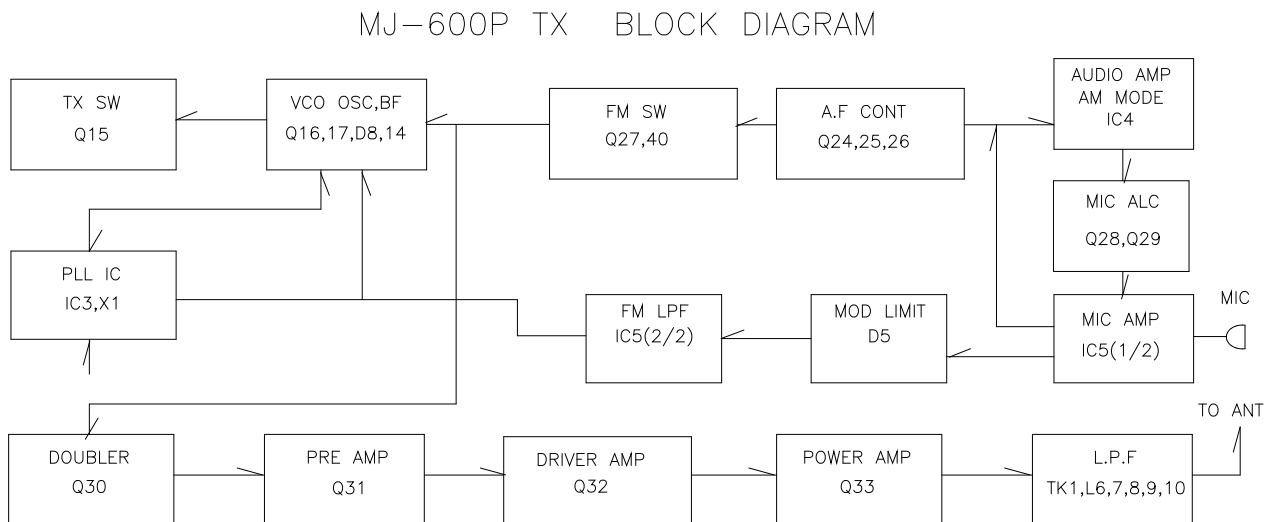 MJ-600P TX BLOCK DIAGRAM
TX SW
Q15
VCO OSC,BF
Q16,17,D8,14
FM SW
Q27,40
A.F CONT
Q24,25,26
AUDIO AMP
AM MODE
IC4
MIC ALC
Q28,Q29
PLL IC
IC3,X1
FM LPF
IC5(2/2)
MOD LIMIT
D5
MIC AMP
IC5(1/2)
MIC
TO ANT
DOUBLER
Q30
PRE AMP
Q31
DRIVER AMP
Q32
POWER AMP
Q33
L.P.F
TK1,L6,7,8,9,10